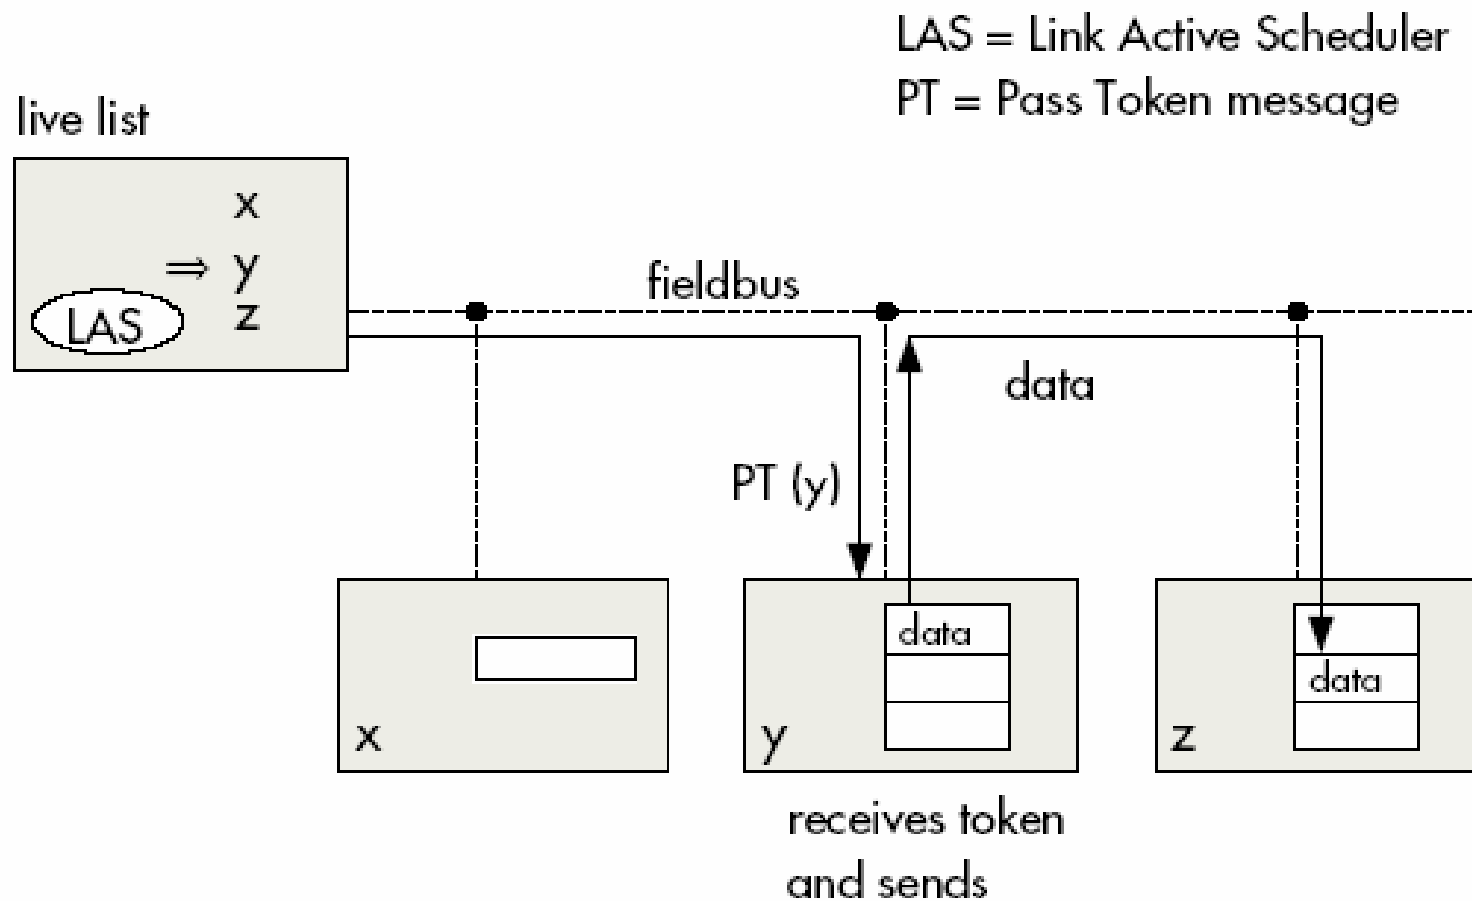 LAS = Link Active Scheduler
PT = Pass Token message
live list
x
⇒ y
LAS z
fieldbus
data
PT (y)
data
data
x
y
z
receives token
and sends